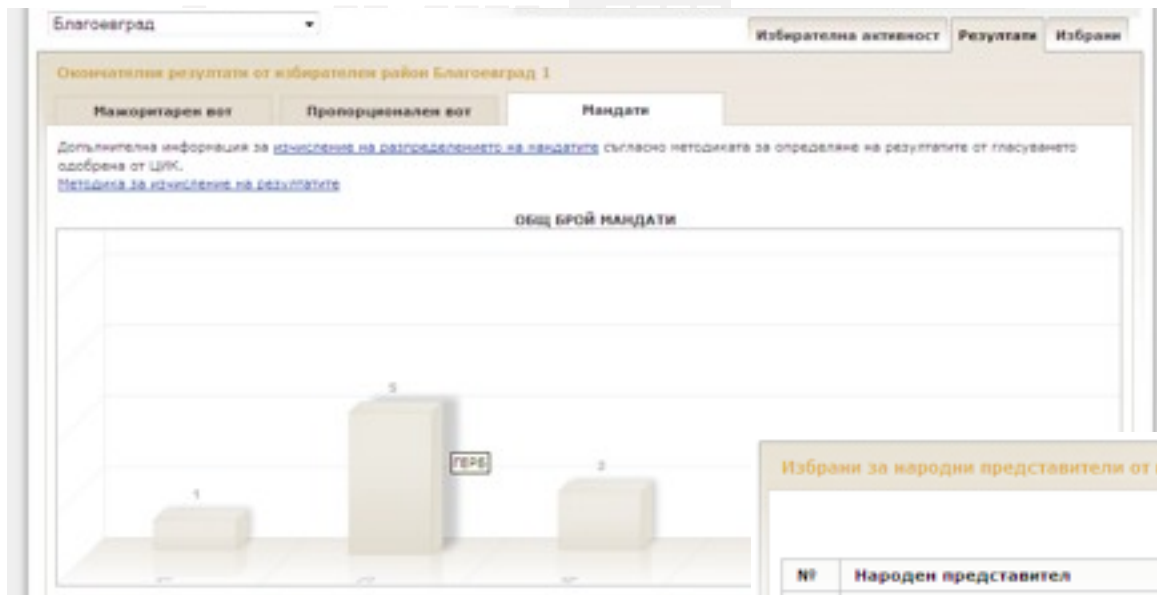 Благоевград
Избирателна активност Резултати Избрани
Окончателни резултати от избирателен район Благоевград 1
Мажоритарен вот Пропорционален вот Мандати
Допълнителна информация за изчисление на разпределението на мандатите съгласно методиката за определяне на резултатите от гласуването
одобрена от ЦИК.
Методика за изчисление на резултатите
ОБЩ БРОЙ МАНДАТИ
5
ГЕРБ
2
1
Избрани за народни представители от
№ Народен представител